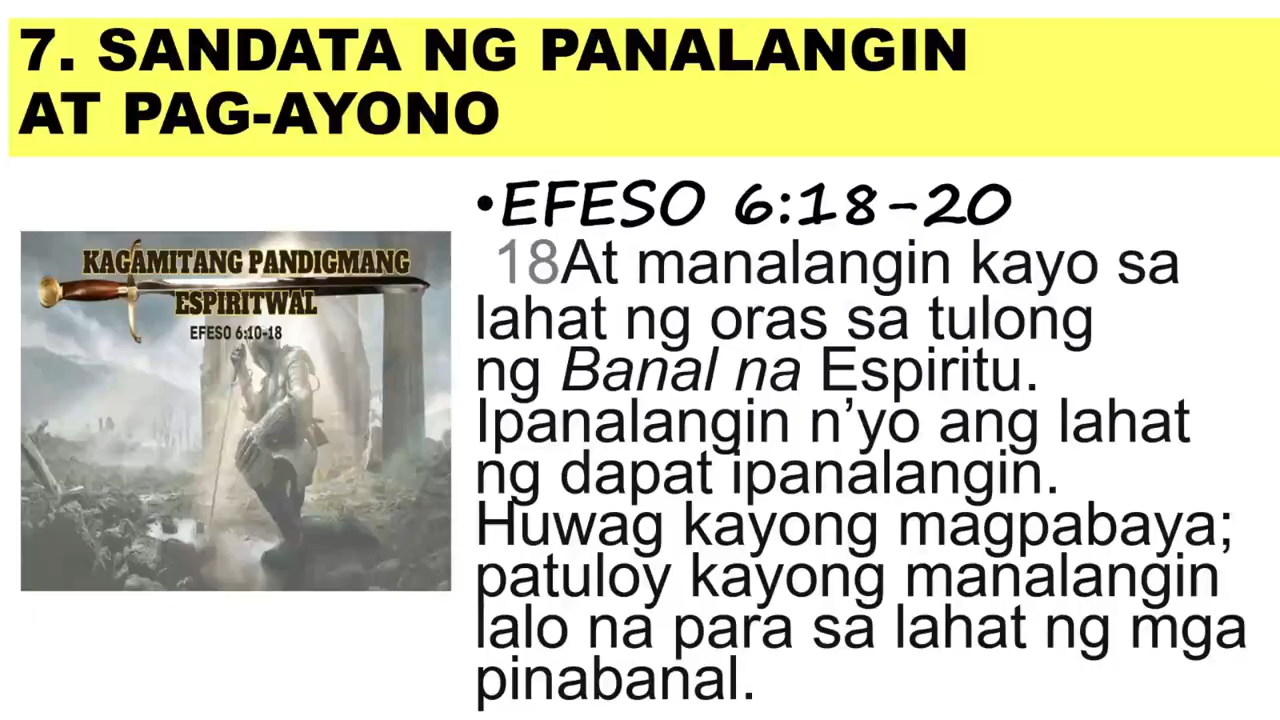 7. SANDATA NG PANALANGIN
AT PAG-AYONO
KAGAMITANG PANDIGMANG
ESPIRITWAL
EFESO 6:10-18
•EFESO 6:18-20
18At manalangin kayo sa
lahat ng oras sa tulong
ng Banal na Espiritu.
Ipanalangin n’yo ang lahat
ng dapat ipanalangin.
Huwag kayong magpabaya;
patuloy kayong manalangin
lalo na para sa lahat ng mga
pinabanal.